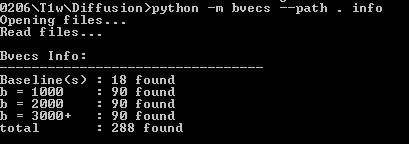 0206\T1w\Diffusion>python -m bvecs --path . info
Opening files...
Read files...
Bvecs Info:
----------------------------------
Baseline(s) : 18 found
b = 1000    : 90 found
b = 2000    : 90 found
b = 3000+   : 90 found
total       : 288 found